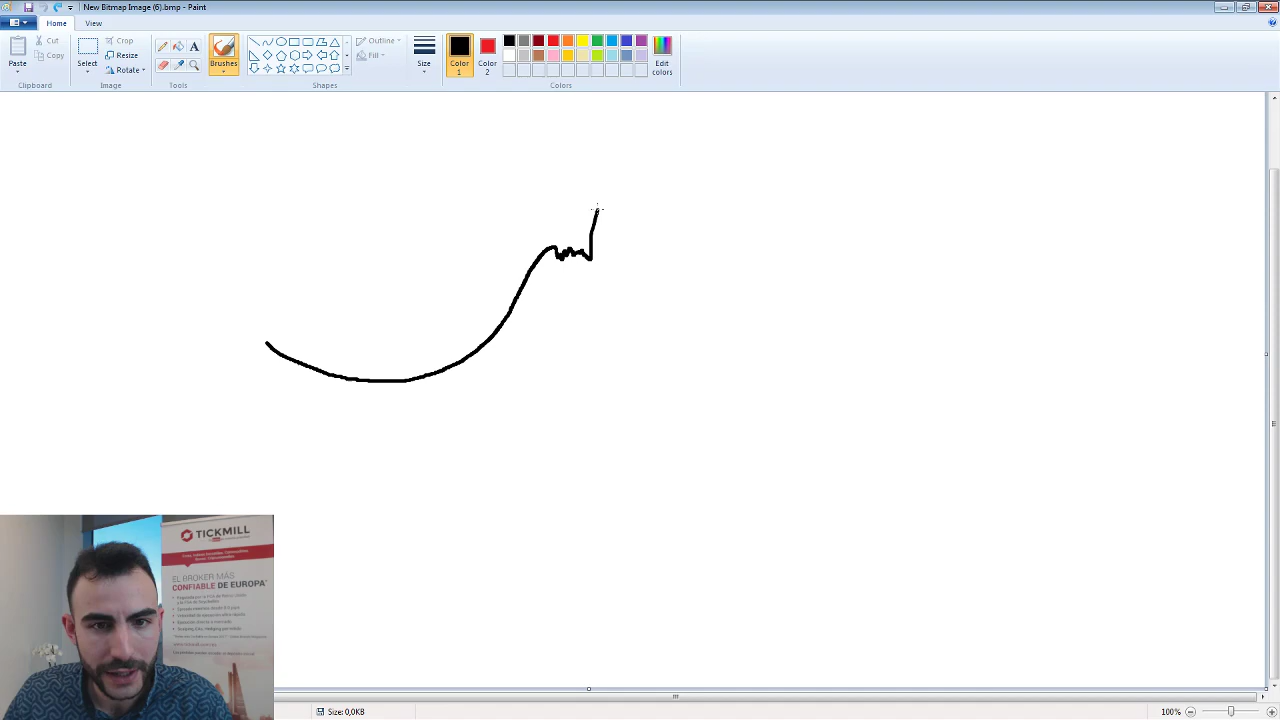 New Bitmap Image (6).bmp - Paint
Home
View
Paste
Cut
Copy
Clipboard
Select
Crop
Resize
Rotate
Image
A
Tools
Brushes
Outline
Fill
Shapes
Size
Color 1
Color 2
Edit colors
Colors
TICKMILL
EL BROKER MÁS
CONFIABLE DE EUROPA*
Size: 0,0KB
100%